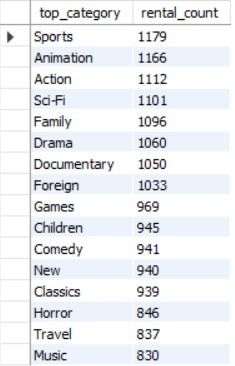 top_category rental_count
Sports 1179
Animation 1166
Action 1112
Sci-Fi 1101
Family 1096
Drama 1060
Documentary 1050
Foreign 1033
Games 969
Children 945
Comedy 941
New 940
Classics 939
Horror 846
Travel 837
Music 830